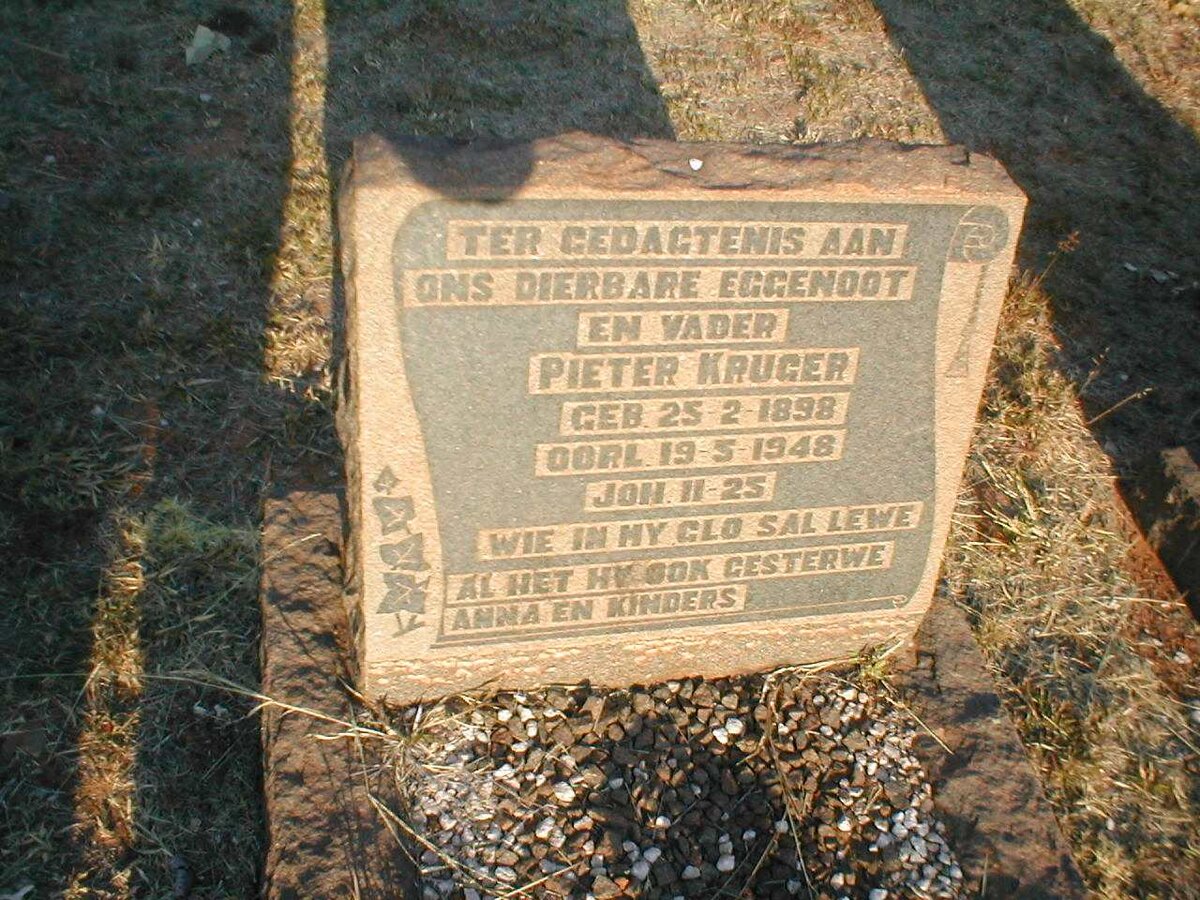 TER GEDAGTENIS AAN
ONS DIERBARE EGGENOOT
EN VADER
PIETER KRUGER
GEB. 25-2-1898
OORL. 19-5-1948
JOH. 11-25
WIE IN MY GLO SAL LEWE
AL HET HY OOK GESTERWE
ANNA EN KINDERS